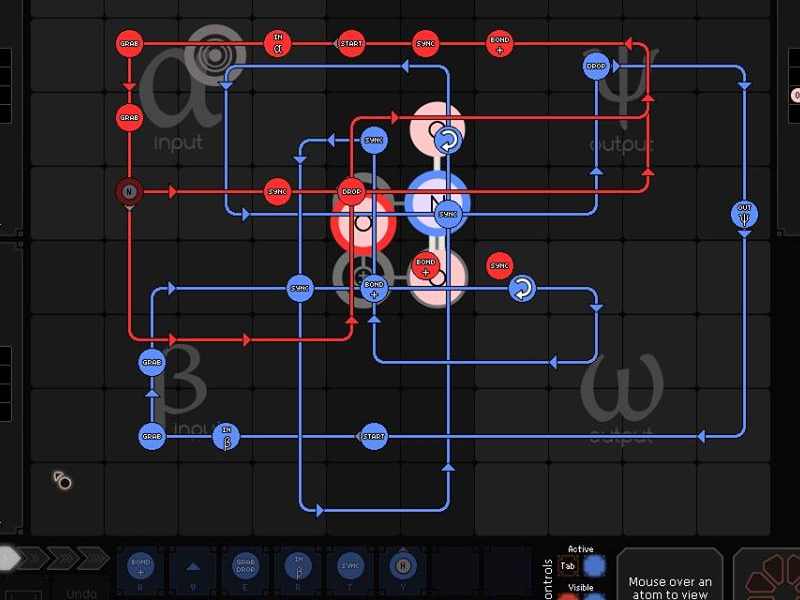 GRAB
IN α
START
SYNC
BOND +
DROP
α
ψ
GRAB
input
SYNC
O
output
N
SYNC
DROP
N
OUT ψ
SYNC
O
BOND +
SYNC
O
SYNC
BOND +
GRAB
β
ω
input
output
GRAB
IN β
START
BOND +
A
W
GRAB DROP
E
IN β
R
SYNC
T
H
Y
Undo
ontrols
Active
Tab
Visible
Mouse over an
atom to view